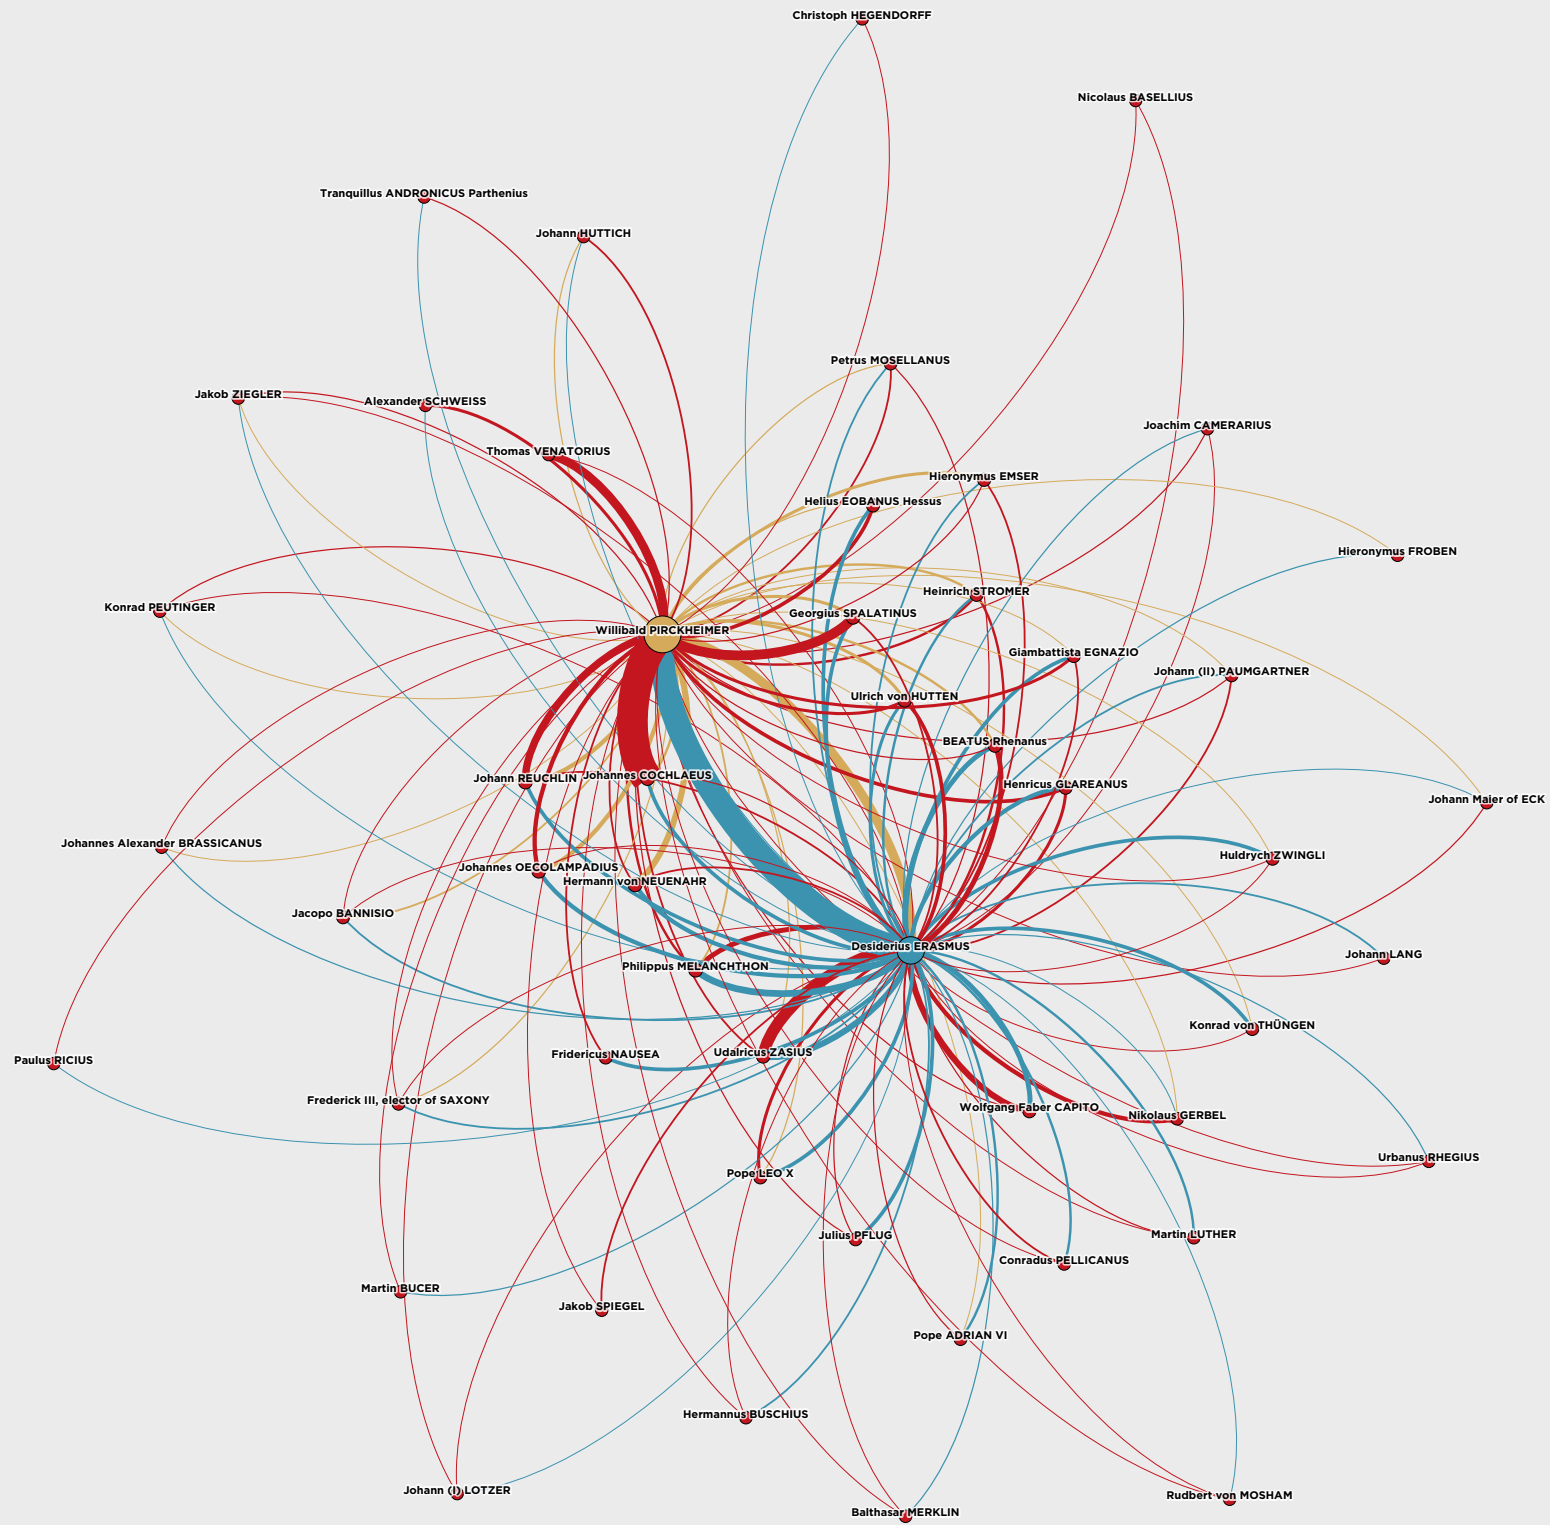 Christoph HEGENDORFF
Nicolaus BASELLIUS
Tranquillus ANDRONICUS Parthenius
Johann HUTTICH
Petrus MOSELLANUS
Jakob ZIEGLER
Alexander SCHWEISS
Joachim CAMERARIUS
Thomas VENATORIUS
Hieronymus EMSER
Helius EOBANUS Hessus
Hieronymus FROBEN
Heinrich STROMER
Konrad PEUTINGER
Georgius SPALATINUS
Willibald PIRCKHEIMER
Giambattista EGNAZIO
Johann (II) PAUMGARTNER
Ulrich von HUTTEN
BEATUS Rhenanus
Johann REUCHLIN
Johannes COCHLAEUS
Henricus GLAREANUS
Johann Maier of ECK
Johannes Alexander BRASSICANUS
Huldrych ZWINGLI
Johannes OECOLAMPADIUS
Hermann von NEUENAHR
Jacopo BANNISIO
Desiderius ERASMUS
Johann LANG
Philippus MELANCHTHON
Konrad von THÜNGEN
Fridericus NAUSEA
Udalricus ZASIUS
Paulus RICIUS
Frederick III, elector of SAXONY
Wolfgang Faber CAPITO
Nikolaus GERBEL
Urbanus RHEGIUS
Pope LEO X
Julius PFLUG
Martin LUTHER
Conradus PELLICANUS
Martin BUCER
Jakob SPIEGEL
Pope ADRIAN VI
Hermannus BUSCHIUS
Johann (I) LOTZER
Rudbert von MOSHAM
Balthasar MERKLIN